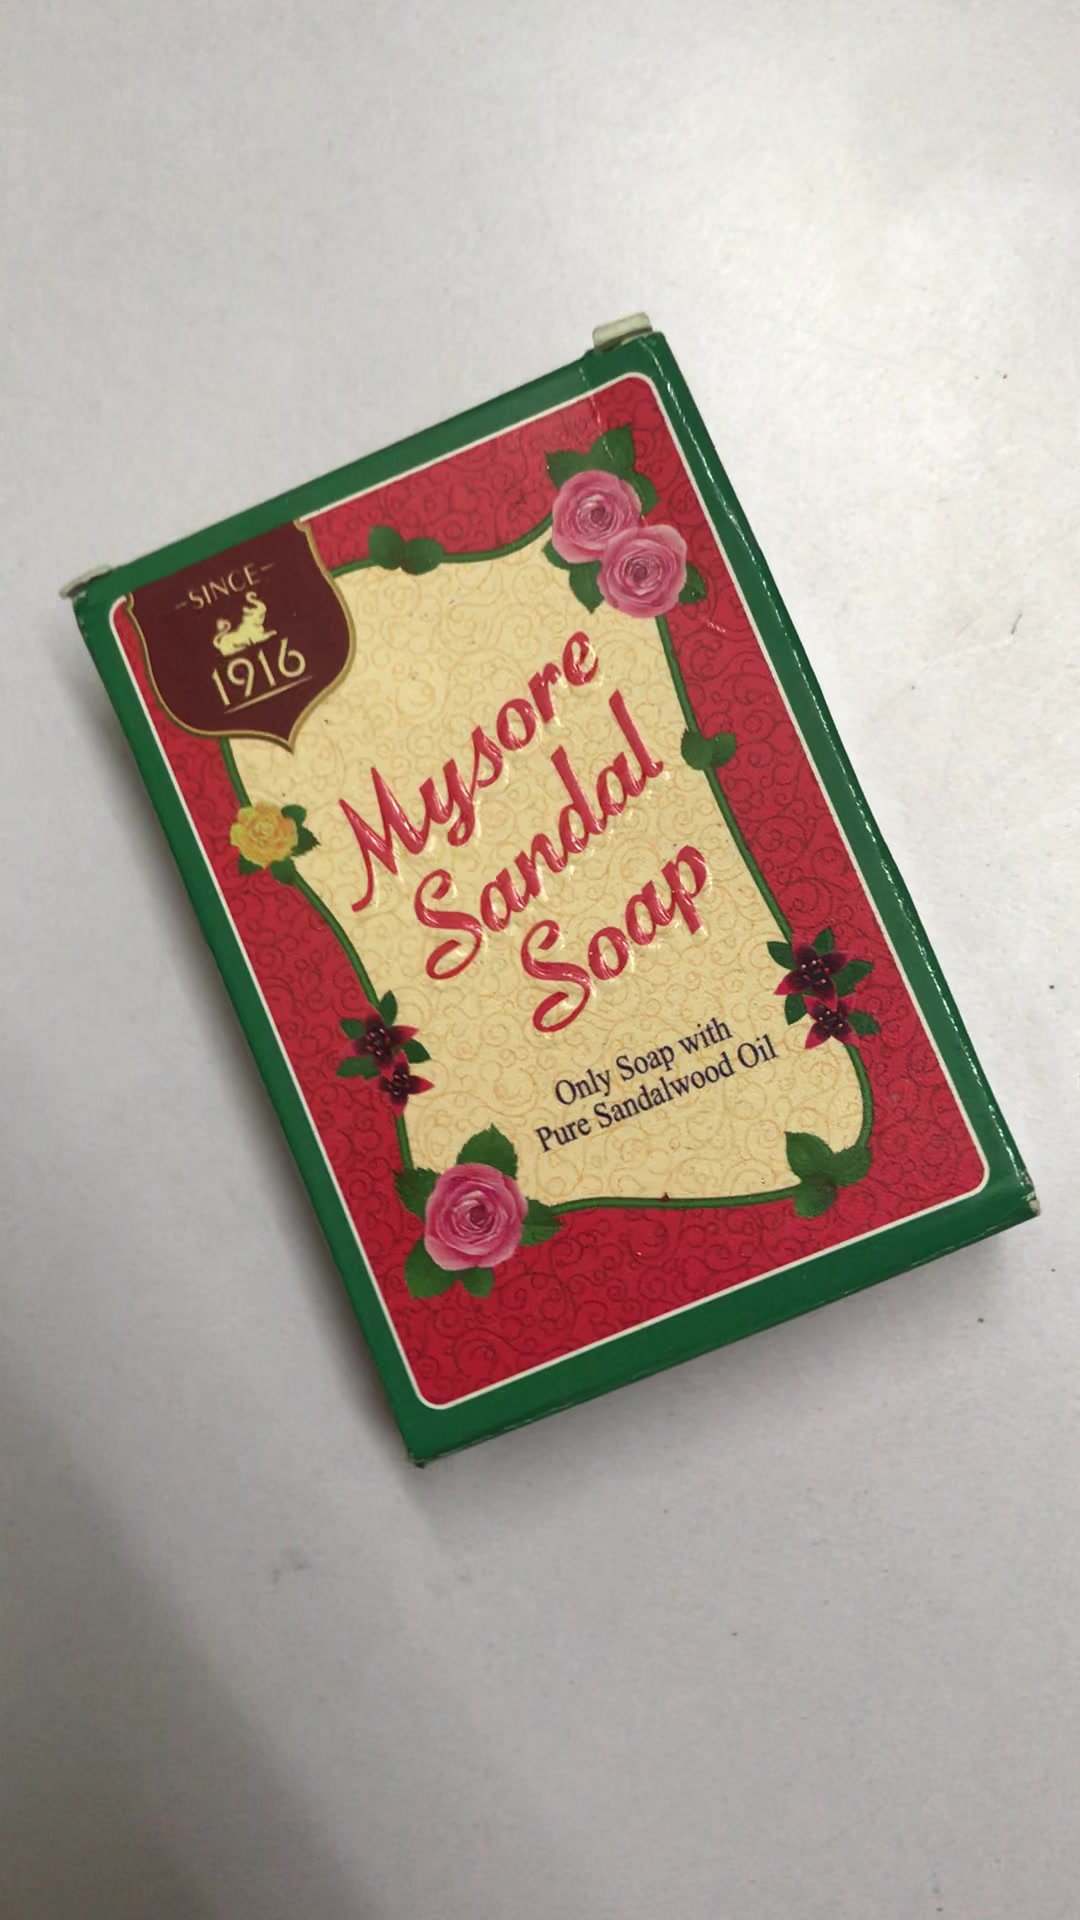 -SINCE-
1916
Mysore
Sandal
Soap
Only Soap with
Pure Sandalwood Oil